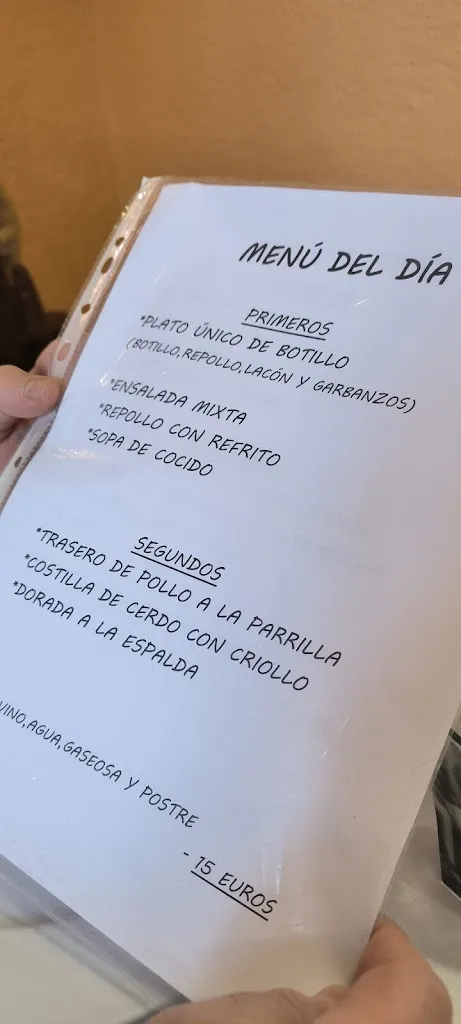 MENÚ DEL DÍA
PRIMEROS
*PLATO ÚNICO DE BOTILLO
(BOTILLO,REPOLLO,LACÓN Y GARBANZOS)
*ENSALADA MIXTA
*REPOLLO CON REFRITO
*SOPA DE COCIDO
SEGUNDOS
*TRASERO DE POLLO A LA PARRILLA
*COSTILLA DE CERDO CON CRIOLLO
*DORADA A LA ESPALDA
VINO,AGUA,GASEOSA Y POSTRE
- 15 EUROS